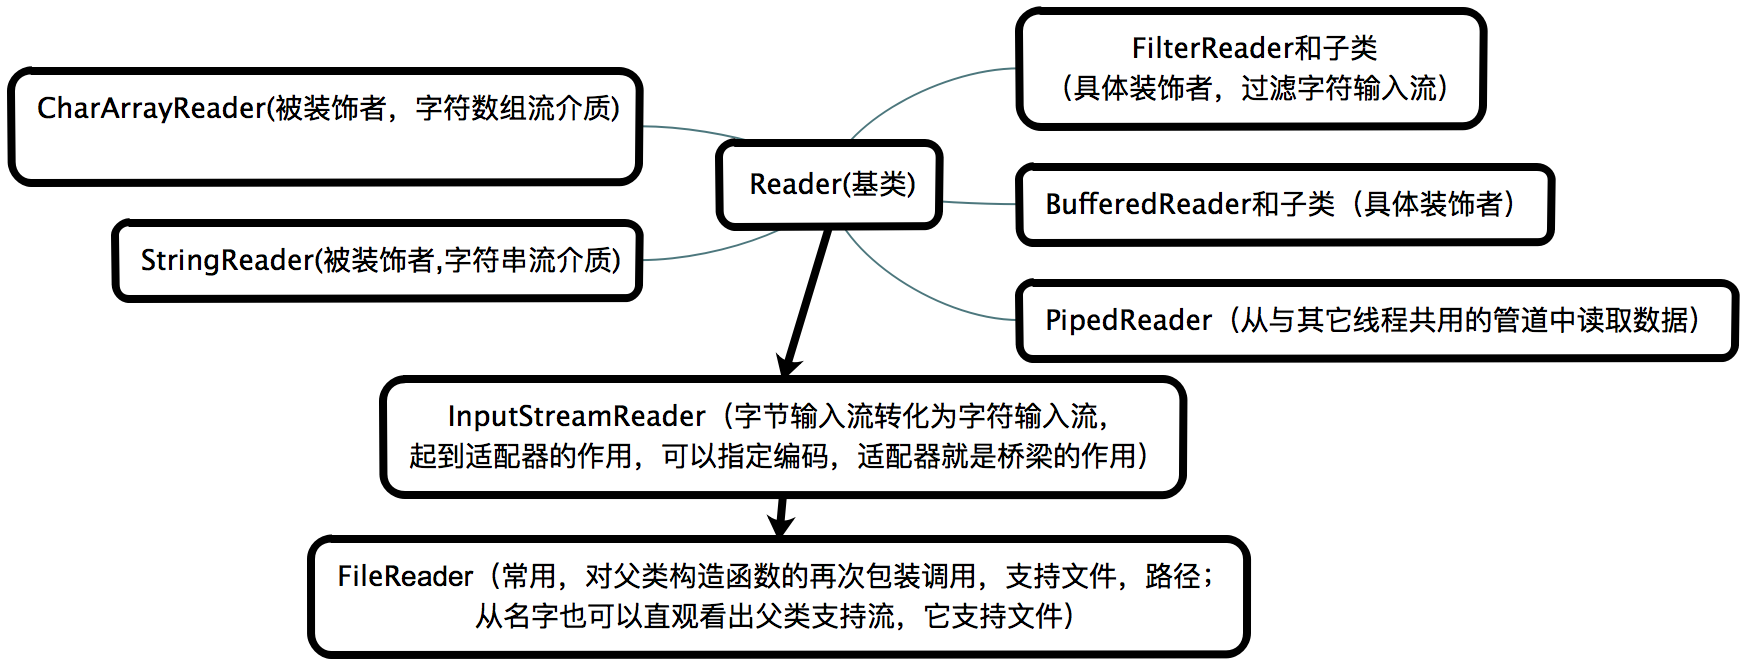 FilterReader和子类
（具体装饰者，过滤字符输入流）
CharArrayReader(被装饰者，字符数组流介质)
Reader(基类)
BufferedReader和子类（具体装饰者）
StringReader(被装饰者,字符串流介质)
PipedReader（从与其它线程共用的管道中读取数据）
InputStreamReader（字节输入流转化为字符输入流，
起到适配器的作用，可以指定编码，适配器就是桥梁的作用）
FileReader（常用，对父类构造函数的再次包装调用，支持文件，路径；
从名字也可以直观看出父类支持流，它支持文件）